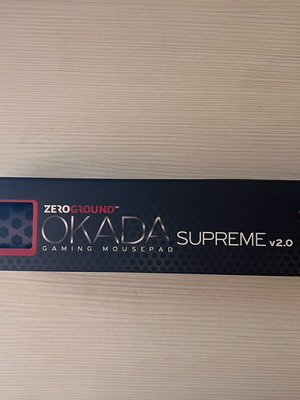 ZEROGROUND™
OKADA SUPREME v2.0
GAMING MOUSEPAD